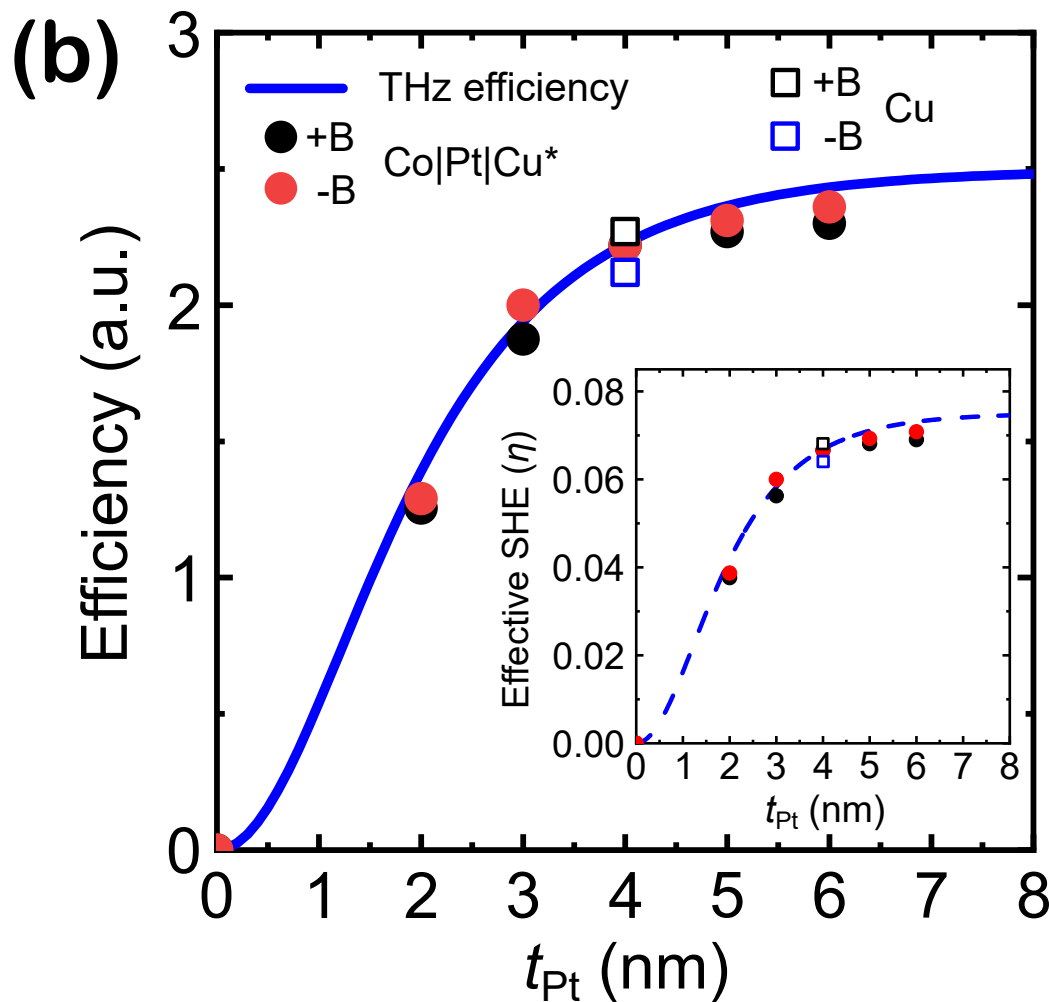 (b)
3
2
1
0
Efficiency (a.u.)
THz efficiency
+B
-B
Co|Pt|Cu*
+B
-B
Cu
0.08
0.06
0.04
0.02
0.00
Effective SHE (η)
0 1 2 3 4 5 6 7 8
tPt (nm)
0 1 2 3 4 5 6 7 8
tPt (nm)